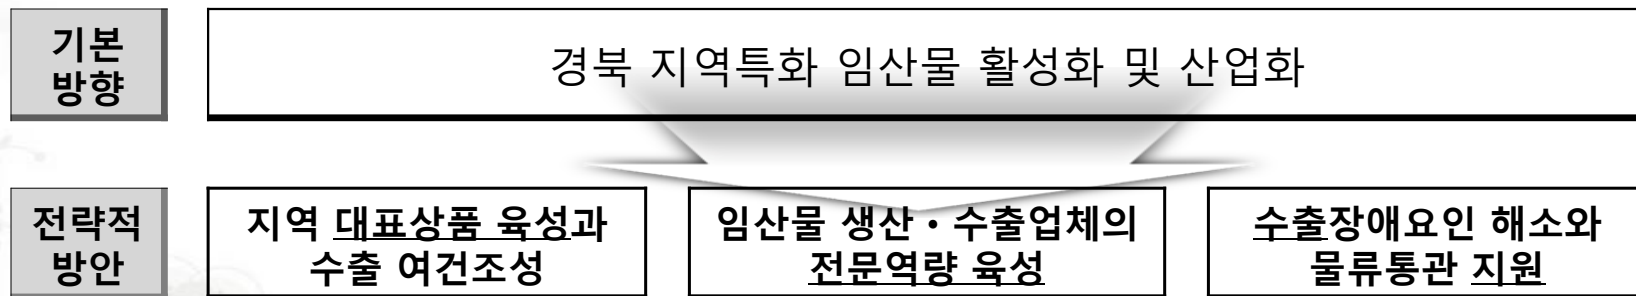 기본
방향
경북 지역특화 임산물 활성화 및 산업화
전략적
방안
지역 대표상품 육성과
수출 여건조성
임산물 생산・수출업체의
전문역량 육성
수출장애요인 해소와
물류통관 지원